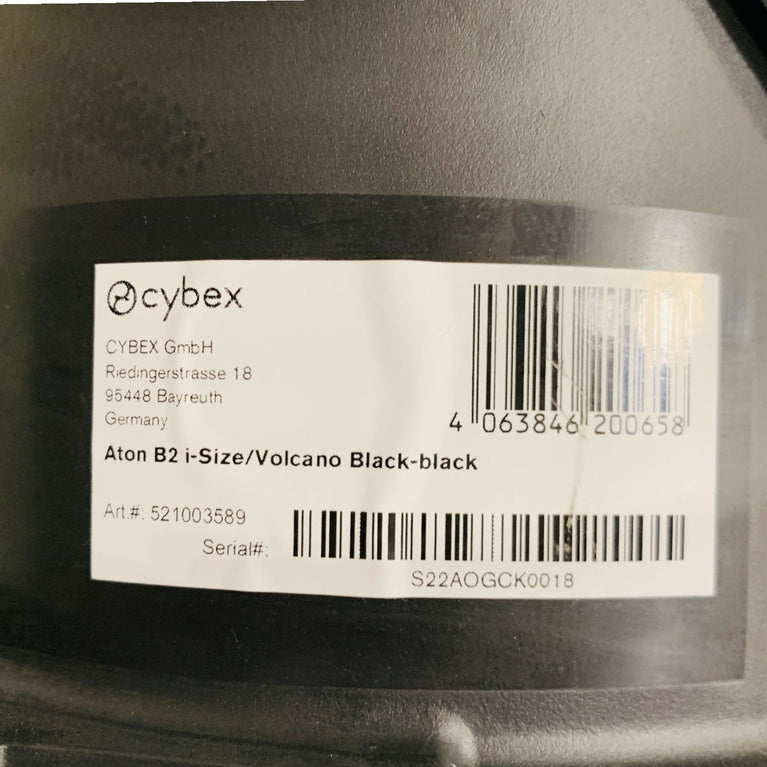 cybex
CYBEX GmbH
Riedingerstrasse 18
95448 Bayreuth
Germany
4 063846 200658
Aton B2 i-Size/Volcano Black-black
Art.#: 521003589
Serial#:
S22AOGCK0018